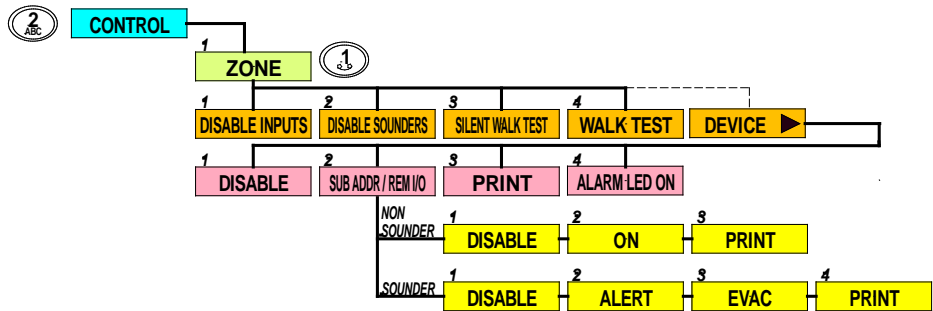 2
ABC
CONTROL
1
ZONE
1
1
DISABLE INPUTS
2
DISABLE SOUNDERS
3
SILENT WALK TEST
4
WALK TEST
DEVICE
1
DISABLE
2
SUB ADDR / REM I/O
3
PRINT
4
ALARM LED ON
NON
SOUNDER
1
DISABLE
2
ON
3
PRINT
SOUNDER
1
DISABLE
2
ALERT
3
EVAC
4
PRINT